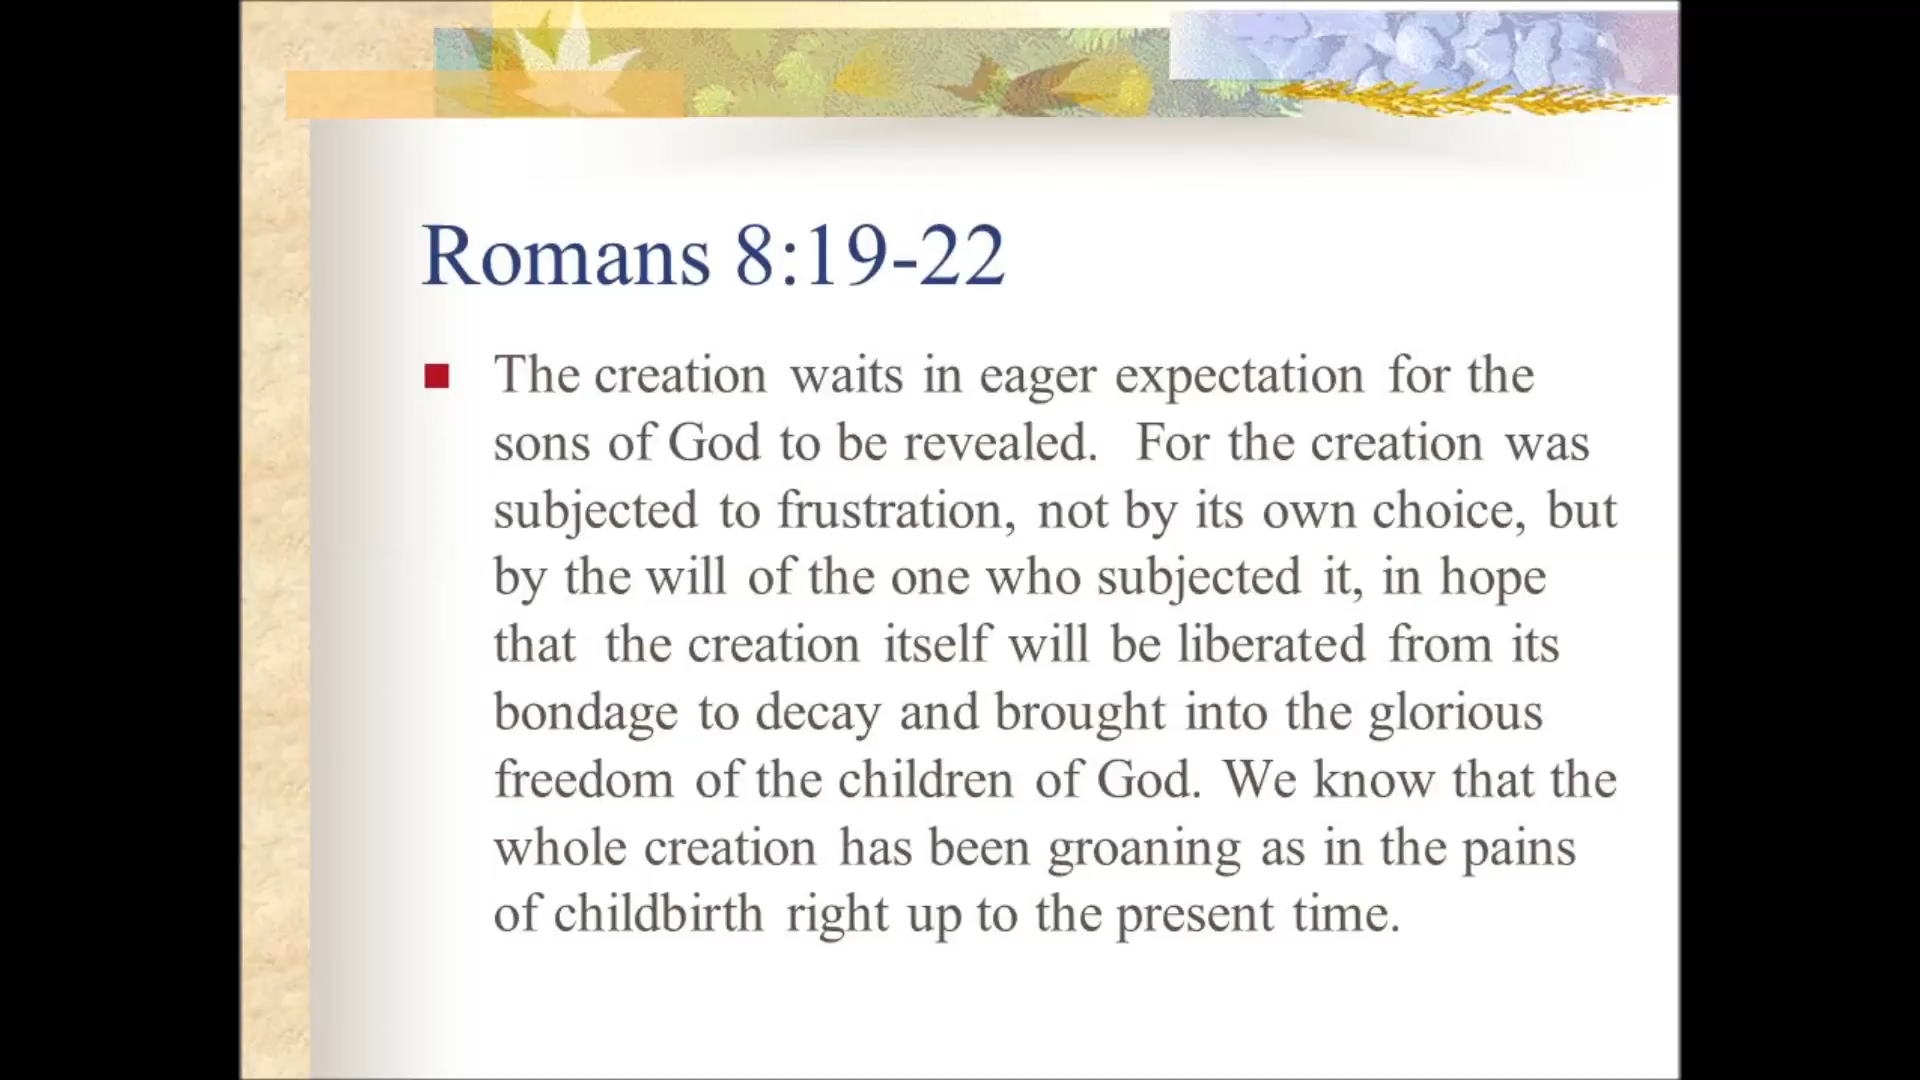 Romans 8:19-22
The creation waits in eager expectation for the
sons of God to be revealed.  For the creation was
subjected to frustration, not by its own choice, but
by the will of the one who subjected it, in hope
that  the creation itself will be liberated from its
bondage to decay and brought into the glorious
freedom of the children of God. We know that the
whole creation has been groaning as in the pains
of childbirth right up to the present time.